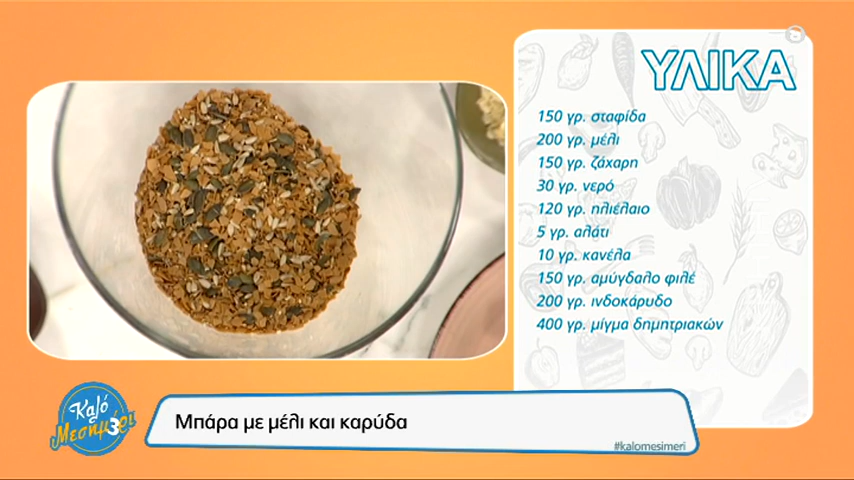 ΥΛΙΚΑ
150 γρ. σταφίδα
200 γρ. μέλι
150 γρ. ζάχαρη
30 γρ. νερό
120 γρ. ηλιέλαιο
5 γρ. αλάτι
10 γρ. κανέλα
150 γρ. αμύγδαλο φιλέ
200 γρ. ινδοκάρυδο
400 γρ. μίγμα δημητριακών
Καλό
Μεσημ3ρι
Μπάρα με μέλι και καρύδα
#kalomesimeri